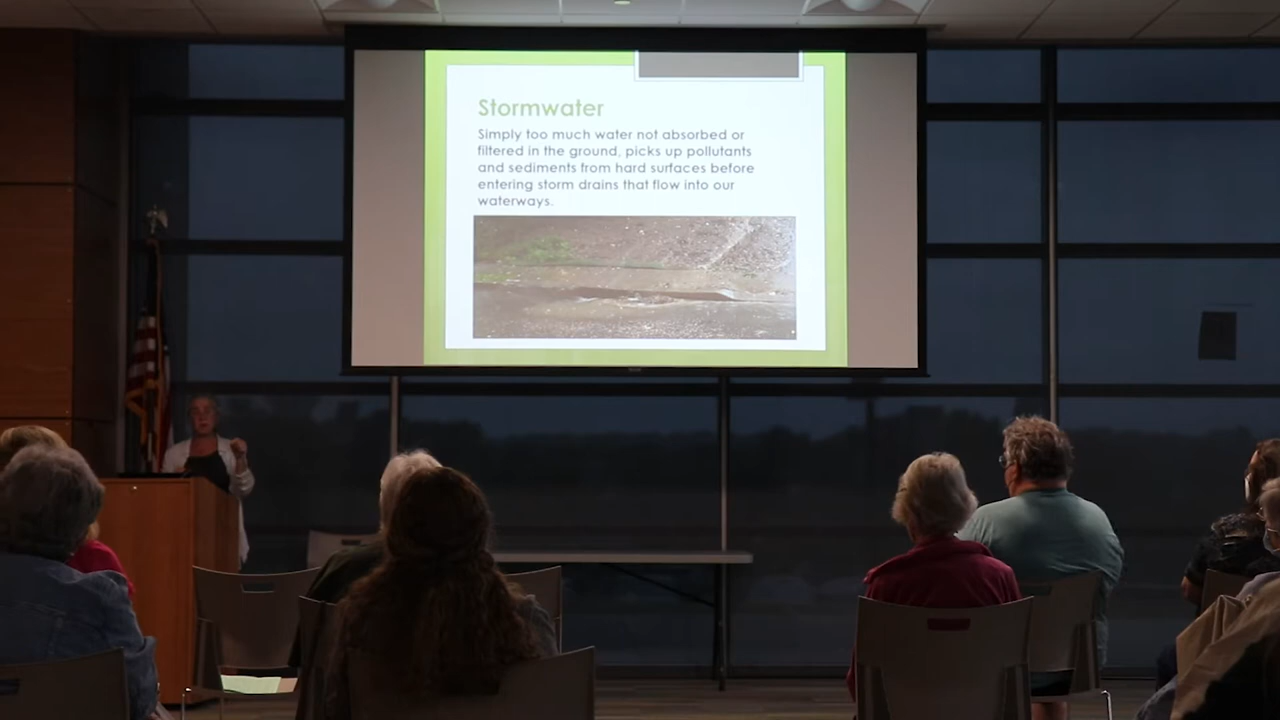 Stormwater
Simply too much water not absorbed or
filtered in the ground, picks up pollutants
and sediments from hard surfaces before
entering storm drains that flow into our
waterways.